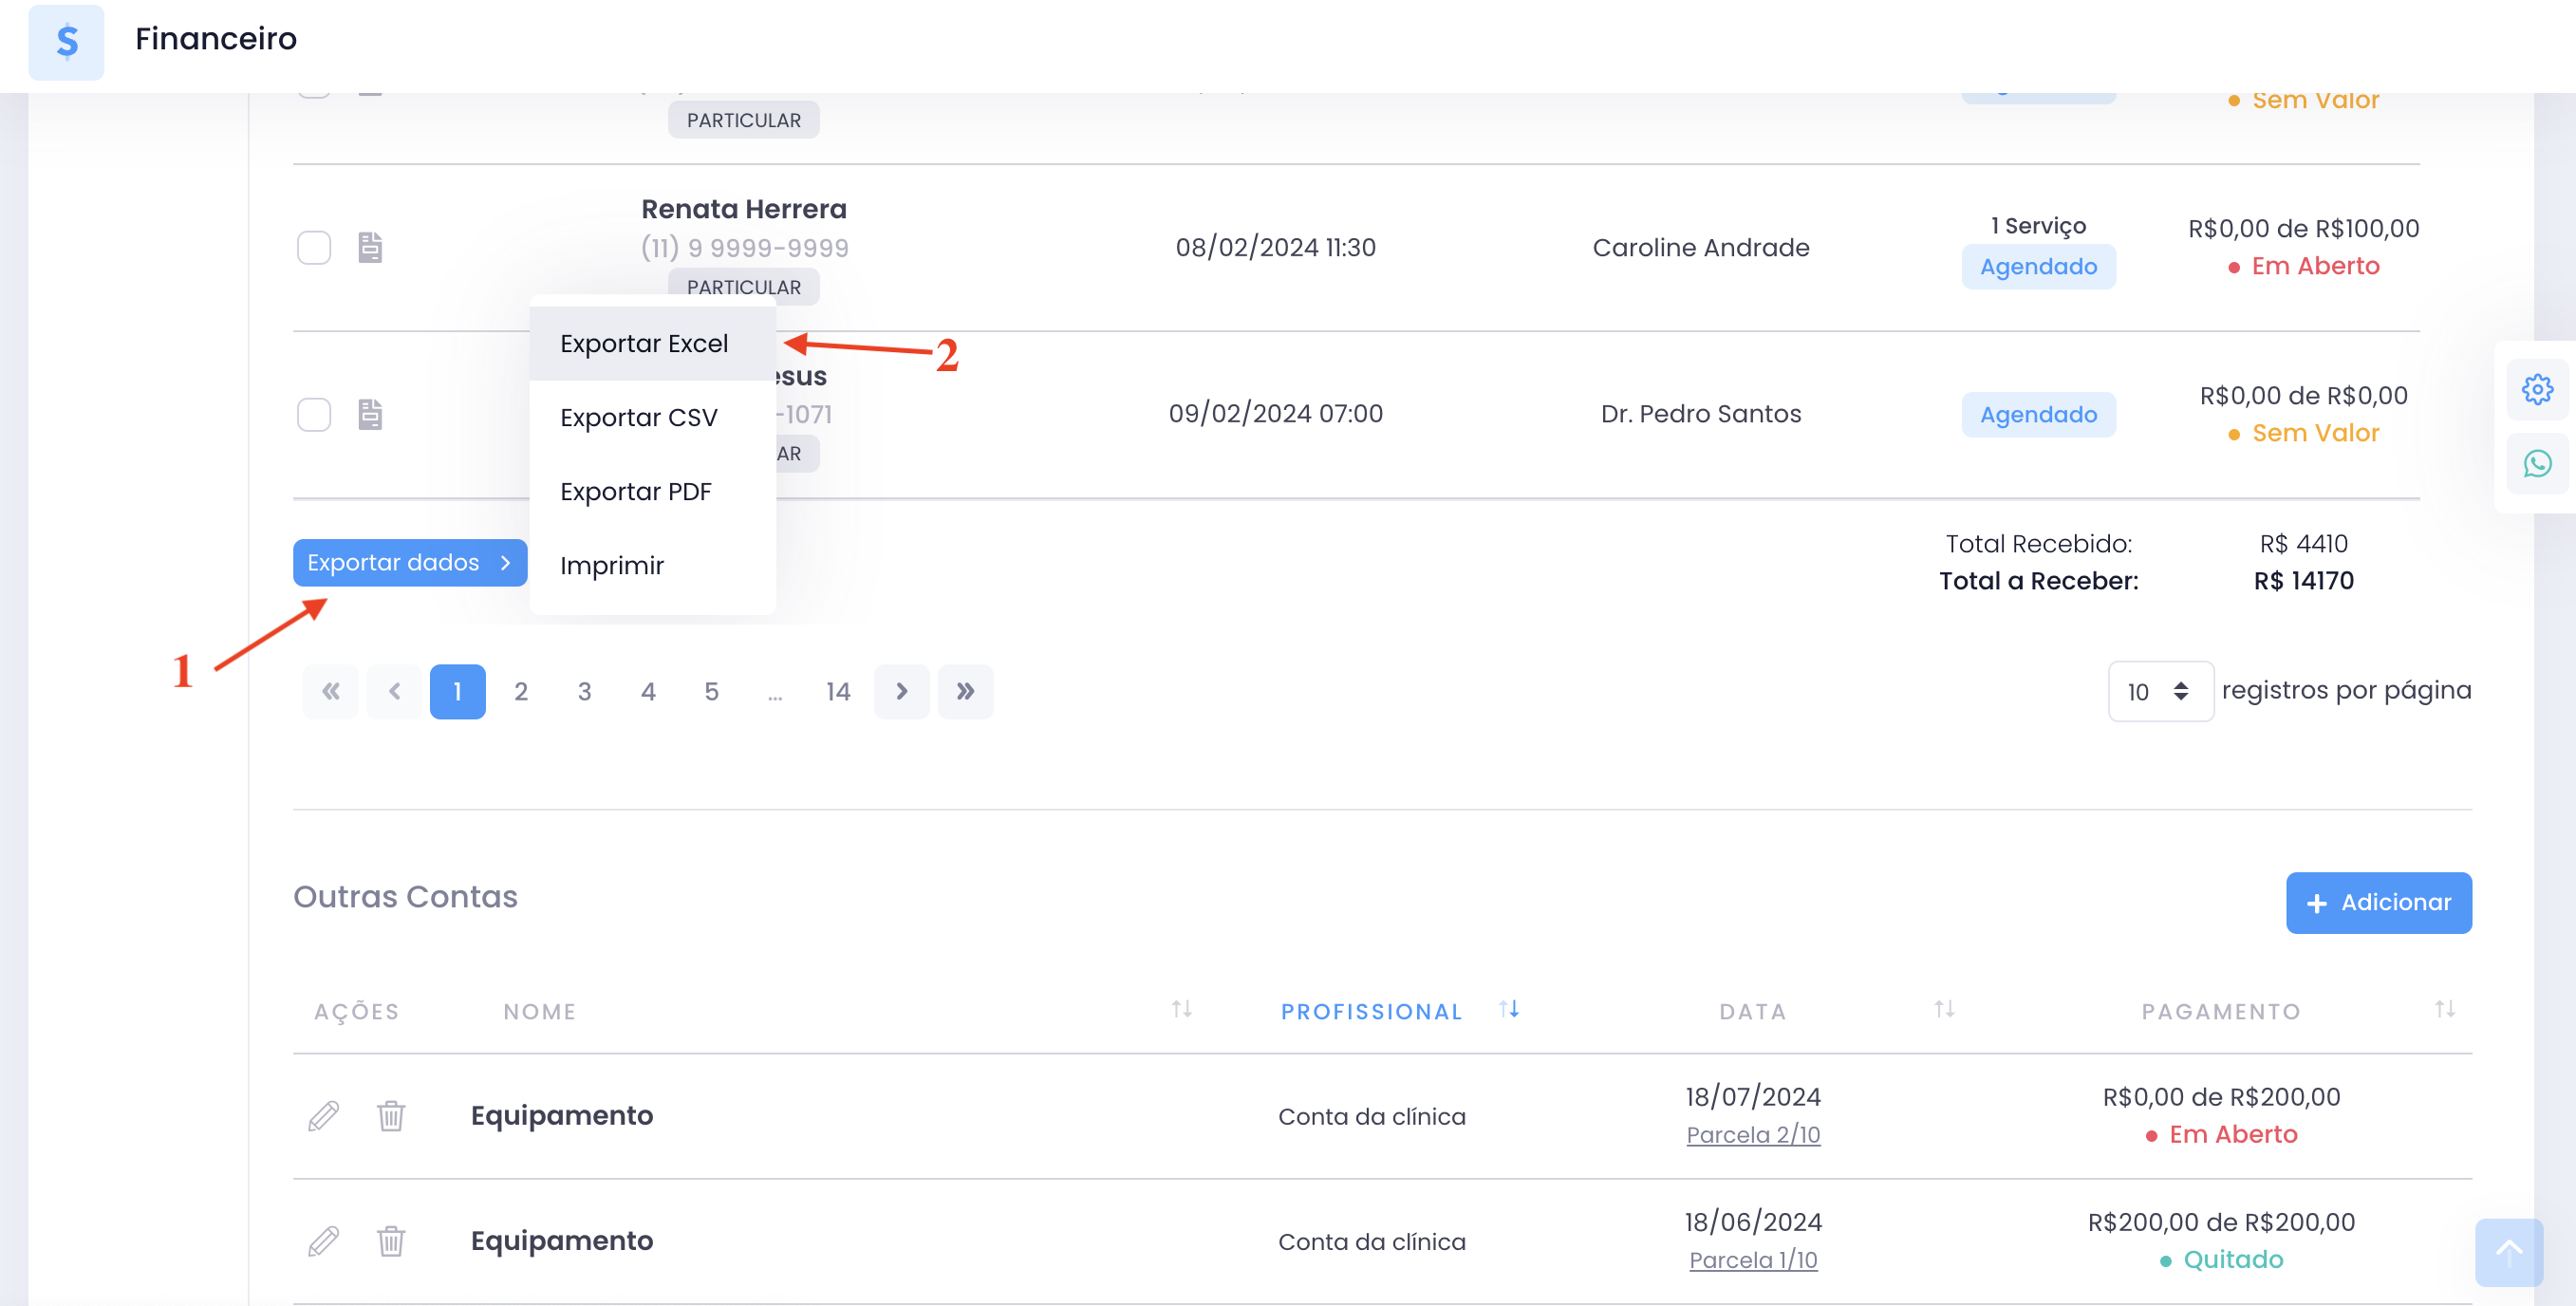 $ Financeiro
Sem Valor
PARTICULAR
Renata Herrera
(11) 9 9999-9999
PARTICULAR
08/02/2024 11:30
Caroline Andrade
1 Serviço
Agendado
R$0,00 de R$100,00
Em Aberto
Exportar Excel
2
Exportar CSV
Exportar PDF
Imprimir
esus
-1071
AR
09/02/2024 07:00
Dr. Pedro Santos
Agendado
R$0,00 de R$0,00
Sem Valor
Exportar dados
1
Total Recebido: R$ 4410
Total a Receber: R$ 14170
« ‹ 1 2 3 4 5 ... 14 › »
10 registros por página
Outras Contas
+ Adicionar
AÇÕES NOME PROFISSIONAL DATA PAGAMENTO
Equipamento
Conta da clínica
18/07/2024
Parcela 2/10
R$0,00 de R$200,00
Em Aberto
Equipamento
Conta da clínica
18/06/2024
Parcela 1/10
R$200,00 de R$200,00
Quitado